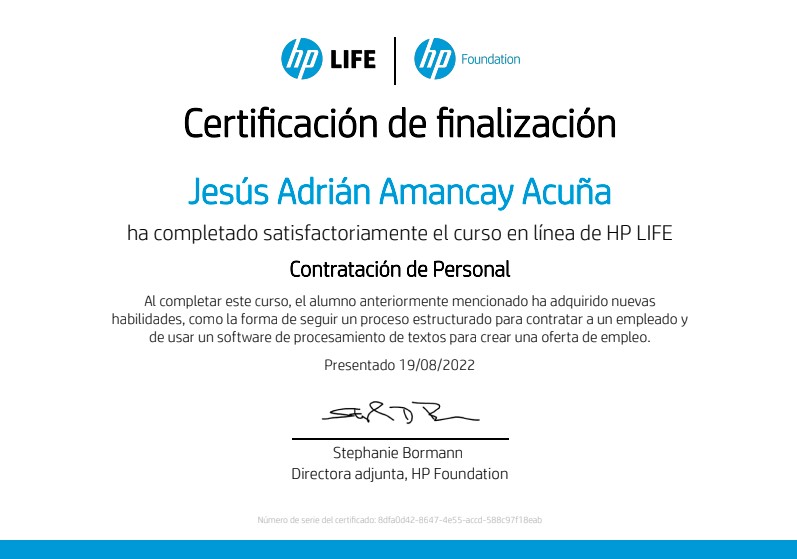 hp LIFE hp Foundation
Certificación de finalización
Jesús Adrián Amancay Acuña
ha completado satisfactoriamente el curso en línea de HP LIFE
Contratación de Personal
Al completar este curso, el alumno anteriormente mencionado ha adquirido nuevas
habilidades, como la forma de seguir un proceso estructurado para contratar a un empleado y
de usar un software de procesamiento de textos para crear una oferta de empleo.
Presentado 19/08/2022
Stephanie Bormann
Directora adjunta, HP Foundation
Número de serie del certificado: 8dfa0d42-8647-4e55-accd-588c97f18eab